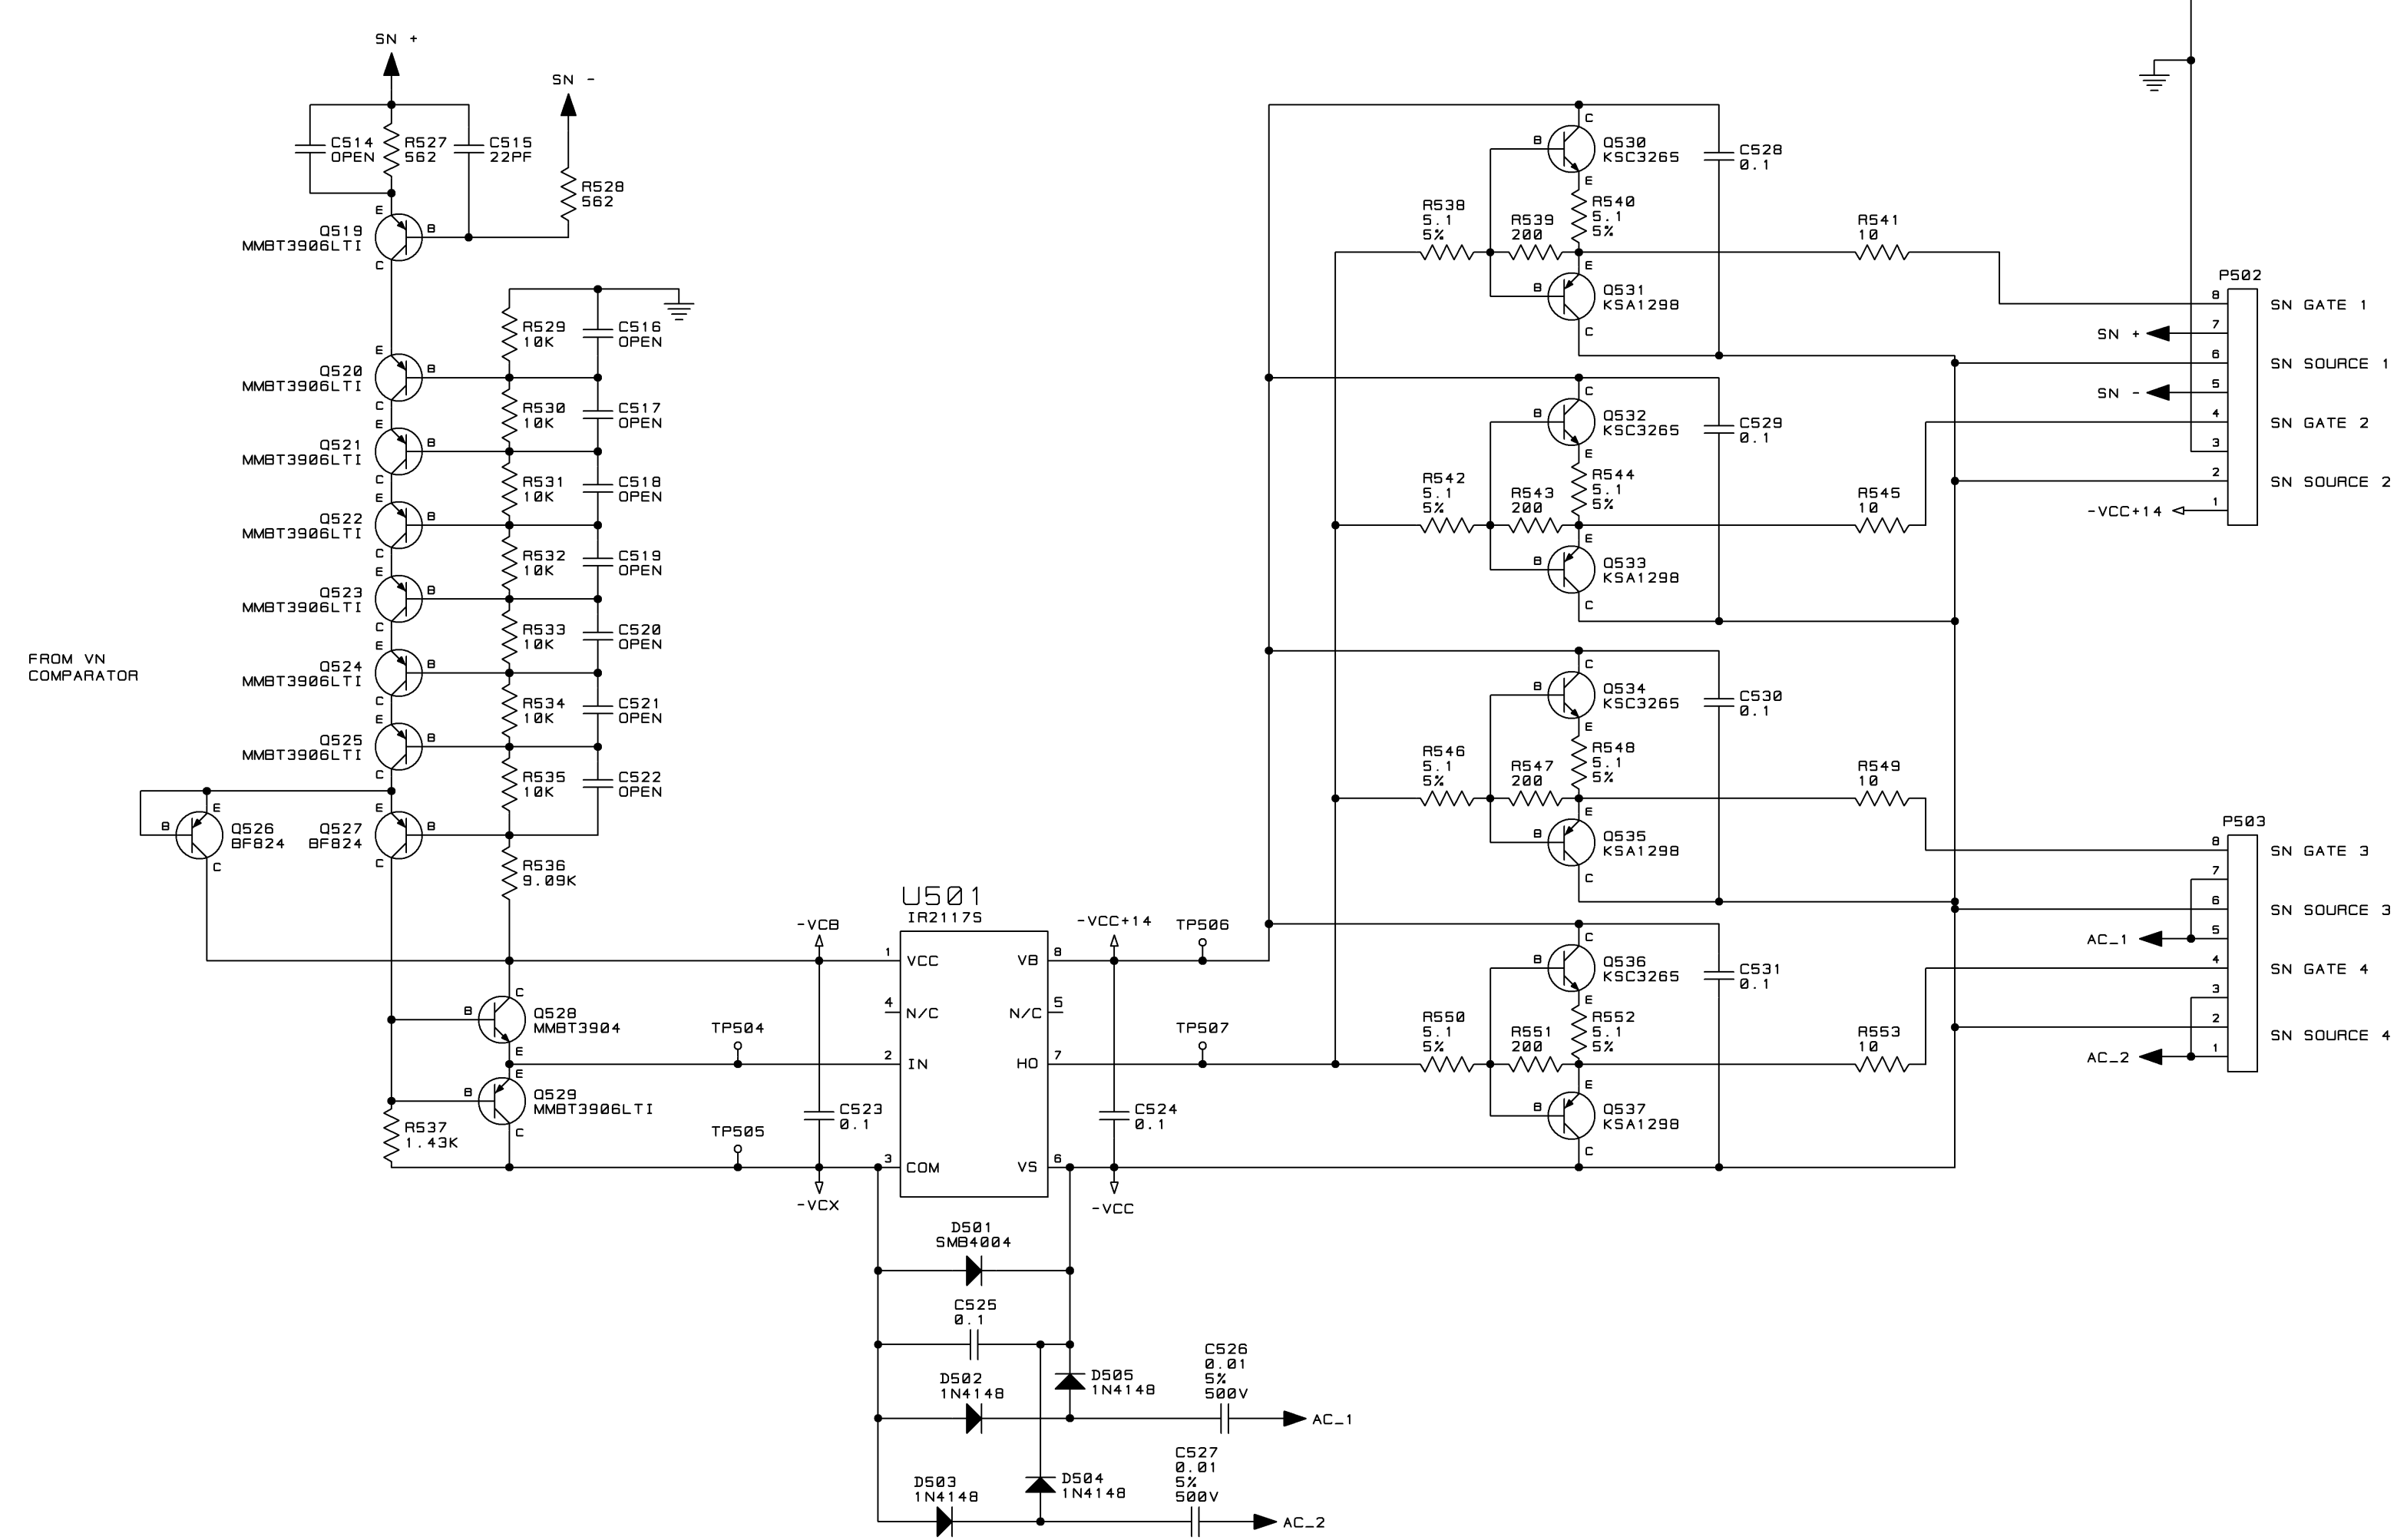 SN +
SN -
C514
OPEN
R527
562
C515
22PF
R528
562
E
B
C
Q519
MMBT3906LTI
R529
10K
C516
OPEN
E
B
C
Q520
MMBT3906LTI
R530
10K
C517
OPEN
E
B
C
Q521
MMBT3906LTI
R531
10K
C518
OPEN
E
B
C
Q522
MMBT3906LTI
R532
10K
C519
OPEN
E
B
C
Q523
MMBT3906LTI
R533
10K
C520
OPEN
FROM VN
COMPARATOR
E
B
C
Q524
MMBT3906LTI
R534
10K
C521
OPEN
E
B
C
Q525
MMBT3906LTI
R535
10K
C522
OPEN
B
E
C
Q526
BF824
E
B
C
Q527
BF824
R536
9.09K
C
B
E
Q528
MMBT3904
E
B
C
Q529
MMBT3906LTI
R537
1.43K
TP504
TP505
-VCB
C523
0.1
-VCX
U501
IR2117S
1
VCC
4
N/C
2
IN
3
COM
VB
8
N/C
5
HO
7
VS
6
-VCC+14
TP506
TP507
C524
0.1
-VCC
D501
SMB4004
C525
0.1
D502
1N4148
D505
1N4148
C526
0.01
5%
500V
AC_1
D503
1N4148
D504
1N4148
C527
0.01
5%
500V
AC_2
C
B
E
Q530
KSC3265
C528
0.1
R538
5.1
5%
R539
200
R540
5.1
5%
R541
10
E
B
C
Q531
KSA1298
C
B
E
Q532
KSC3265
C529
0.1
R542
5.1
5%
R543
200
R544
5.1
5%
R545
10
E
B
C
Q533
KSA1298
C
B
E
Q534
KSC3265
C530
0.1
R546
5.1
5%
R547
200
R548
5.1
5%
R549
10
E
B
C
Q535
KSA1298
C
B
E
Q536
KSC3265
C531
0.1
R550
5.1
5%
R551
200
R552
5.1
5%
R553
10
E
B
C
Q537
KSA1298
P502
8
SN GATE 1
SN +
7
6
SN SOURCE 1
SN -
5
4
SN GATE 2
3
2
SN SOURCE 2
-VCC+14
1
P503
8
SN GATE 3
7
6
SN SOURCE 3
AC_1
5
4
SN GATE 4
3
2
SN SOURCE 4
AC_2
1